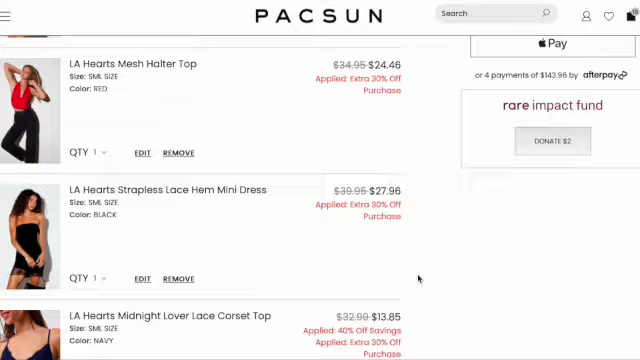 PACSUN
Search
18
LA Hearts Mesh Halter Top
$34.95 $24.46
Size: SML SIZE
Applied: Extra 30% Off
Color: RED
Purchase
QTY 1
EDIT
REMOVE
LA Hearts Strapless Lace Hem Mini Dress
$39.95 $27.96
Size: SML SIZE
Applied: Extra 30% Off
Color: BLACK
Purchase
QTY 1
EDIT
REMOVE
LA Hearts Midnight Lover Lace Corset Top
$32.99 $13.85
Size: SML SIZE
Applied: 40% Off Savings
Color: NAVY
Applied: Extra 30% Off
Purchase
Pay
or 4 payments of $143.96 by afterpay
rare impact fund
DONATE $2